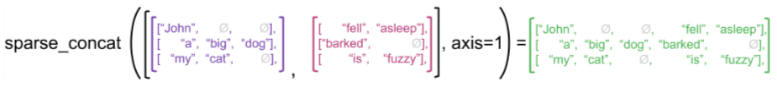 [["John", ∅, ∅], [ "fell", "asleep"], [["John", ∅, ∅, "fell", "asleep"],
sparse_concat ([[ "a", "big", "dog"], ["barked", ∅], ], axis=1) = [ "a", "big", "dog", "barked", ∅],
[ "my", "cat", ∅], ], [ "is", "fuzzy"], ] [ "my", "cat", ∅, "is", "fuzzy"],]